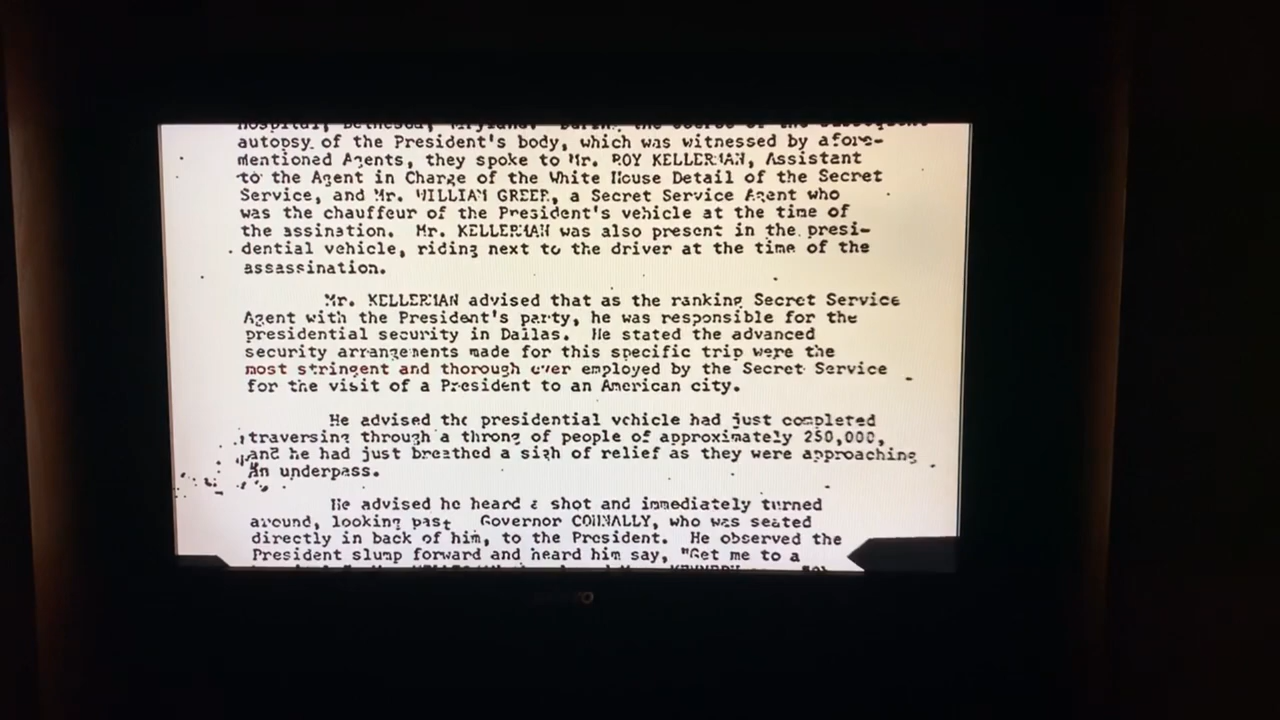 hospital, Bethesda, Maryland. During the course of the subsequent
autopsy of the President's body, which was witnessed by afore-
mentioned Agents, they spoke to Mr. ROY KELLERMAN, Assistant
to the Agent in Charge of the White House Detail of the Secret
Service, and Mr. WILLIAM GREER, a Secret Service Agent who
was the chauffeur of the President's vehicle at the time of
the assination. Mr. KELLERMAN was also present in the presi-
dential vehicle, riding next to the driver at the time of the
assassination.
Mr. KELLERMAN advised that as the ranking Secret Service
Agent with the President's party, he was responsible for the
presidential security in Dallas. He stated the advanced
security arrangements made for this specific trip were the
most stringent and thorough ever employed by the Secret Service
for the visit of a President to an American city.
He advised the presidential vehicle had just completed
traversing through a throng of people of approximately 250,000,
and he had just breathed a sigh of relief as they were approaching
an underpass.
He advised he heard a shot and immediately turned
around, looking past Governor CONNALLY, who was seated
directly in back of him, to the President. He observed the
President slump forward and heard him say, "Get me to a